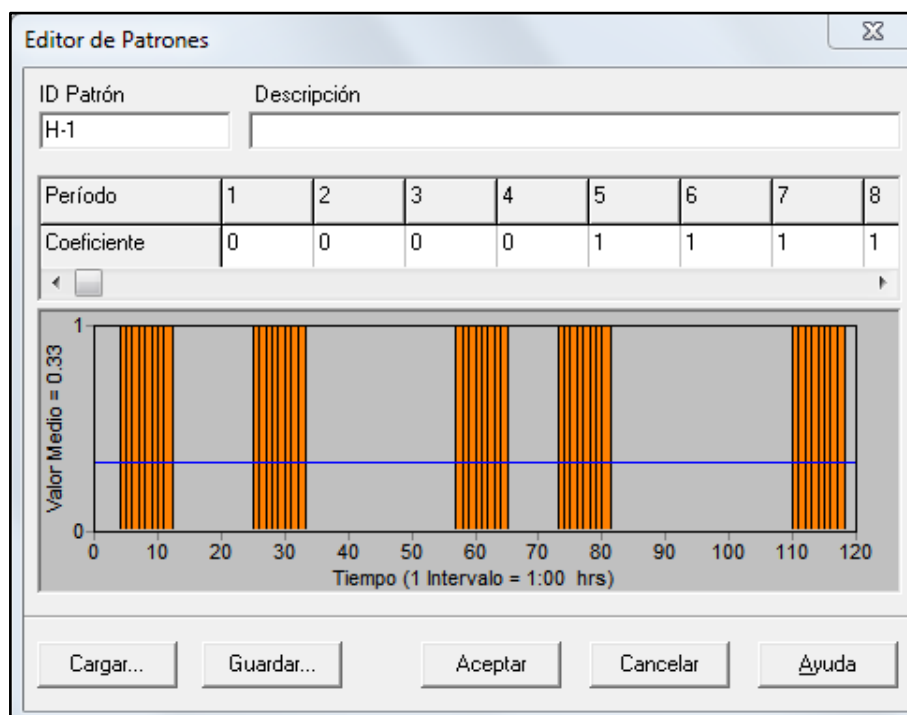 Editor de Patrones
ID Patrón Descripción
H-1
Período 1 2 3 4 5 6 7 8
Coeficiente 0 0 0 0 1 1 1 1
1
Valor Medio = 0.33
0
0 10 20 30 40 50 60 70 80 90 100 110 120
Tiempo (1 Intervalo = 1:00 hrs)
Cargar... Guardar... Aceptar Cancelar Ayuda